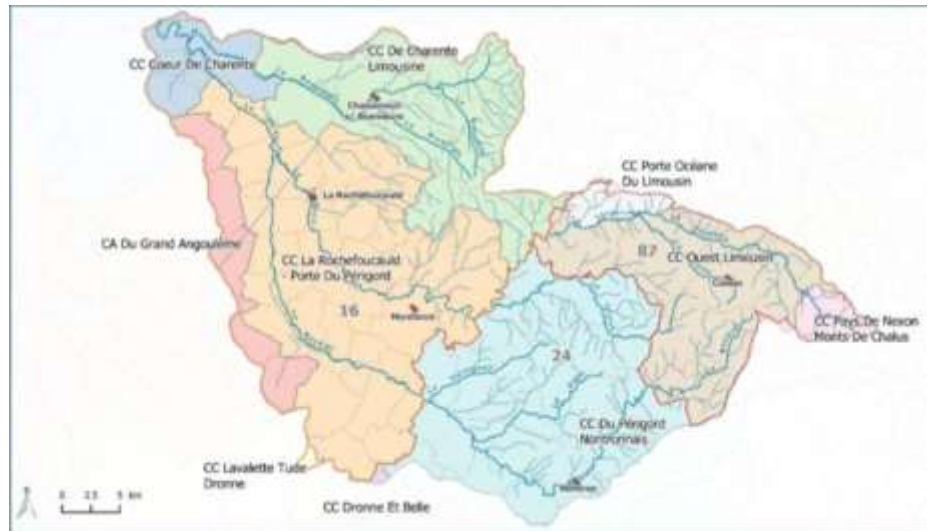 CC De Charente
Limousine
CC Coeur De Charente
CC Porte Océane
Du Limousin
La Rochefoucauld
CA Du Grand Angoulême
87
CC Ouest Limousin
CC La Rochefoucauld
- Porte Du Périgord
16
CC Pays De Nexon
Monts De Chalus
24
CC Du Périgord
Nontronnais
CC Lavalette Tude
Dronne
CC Dronne Et Belle
0 2.5 5 km